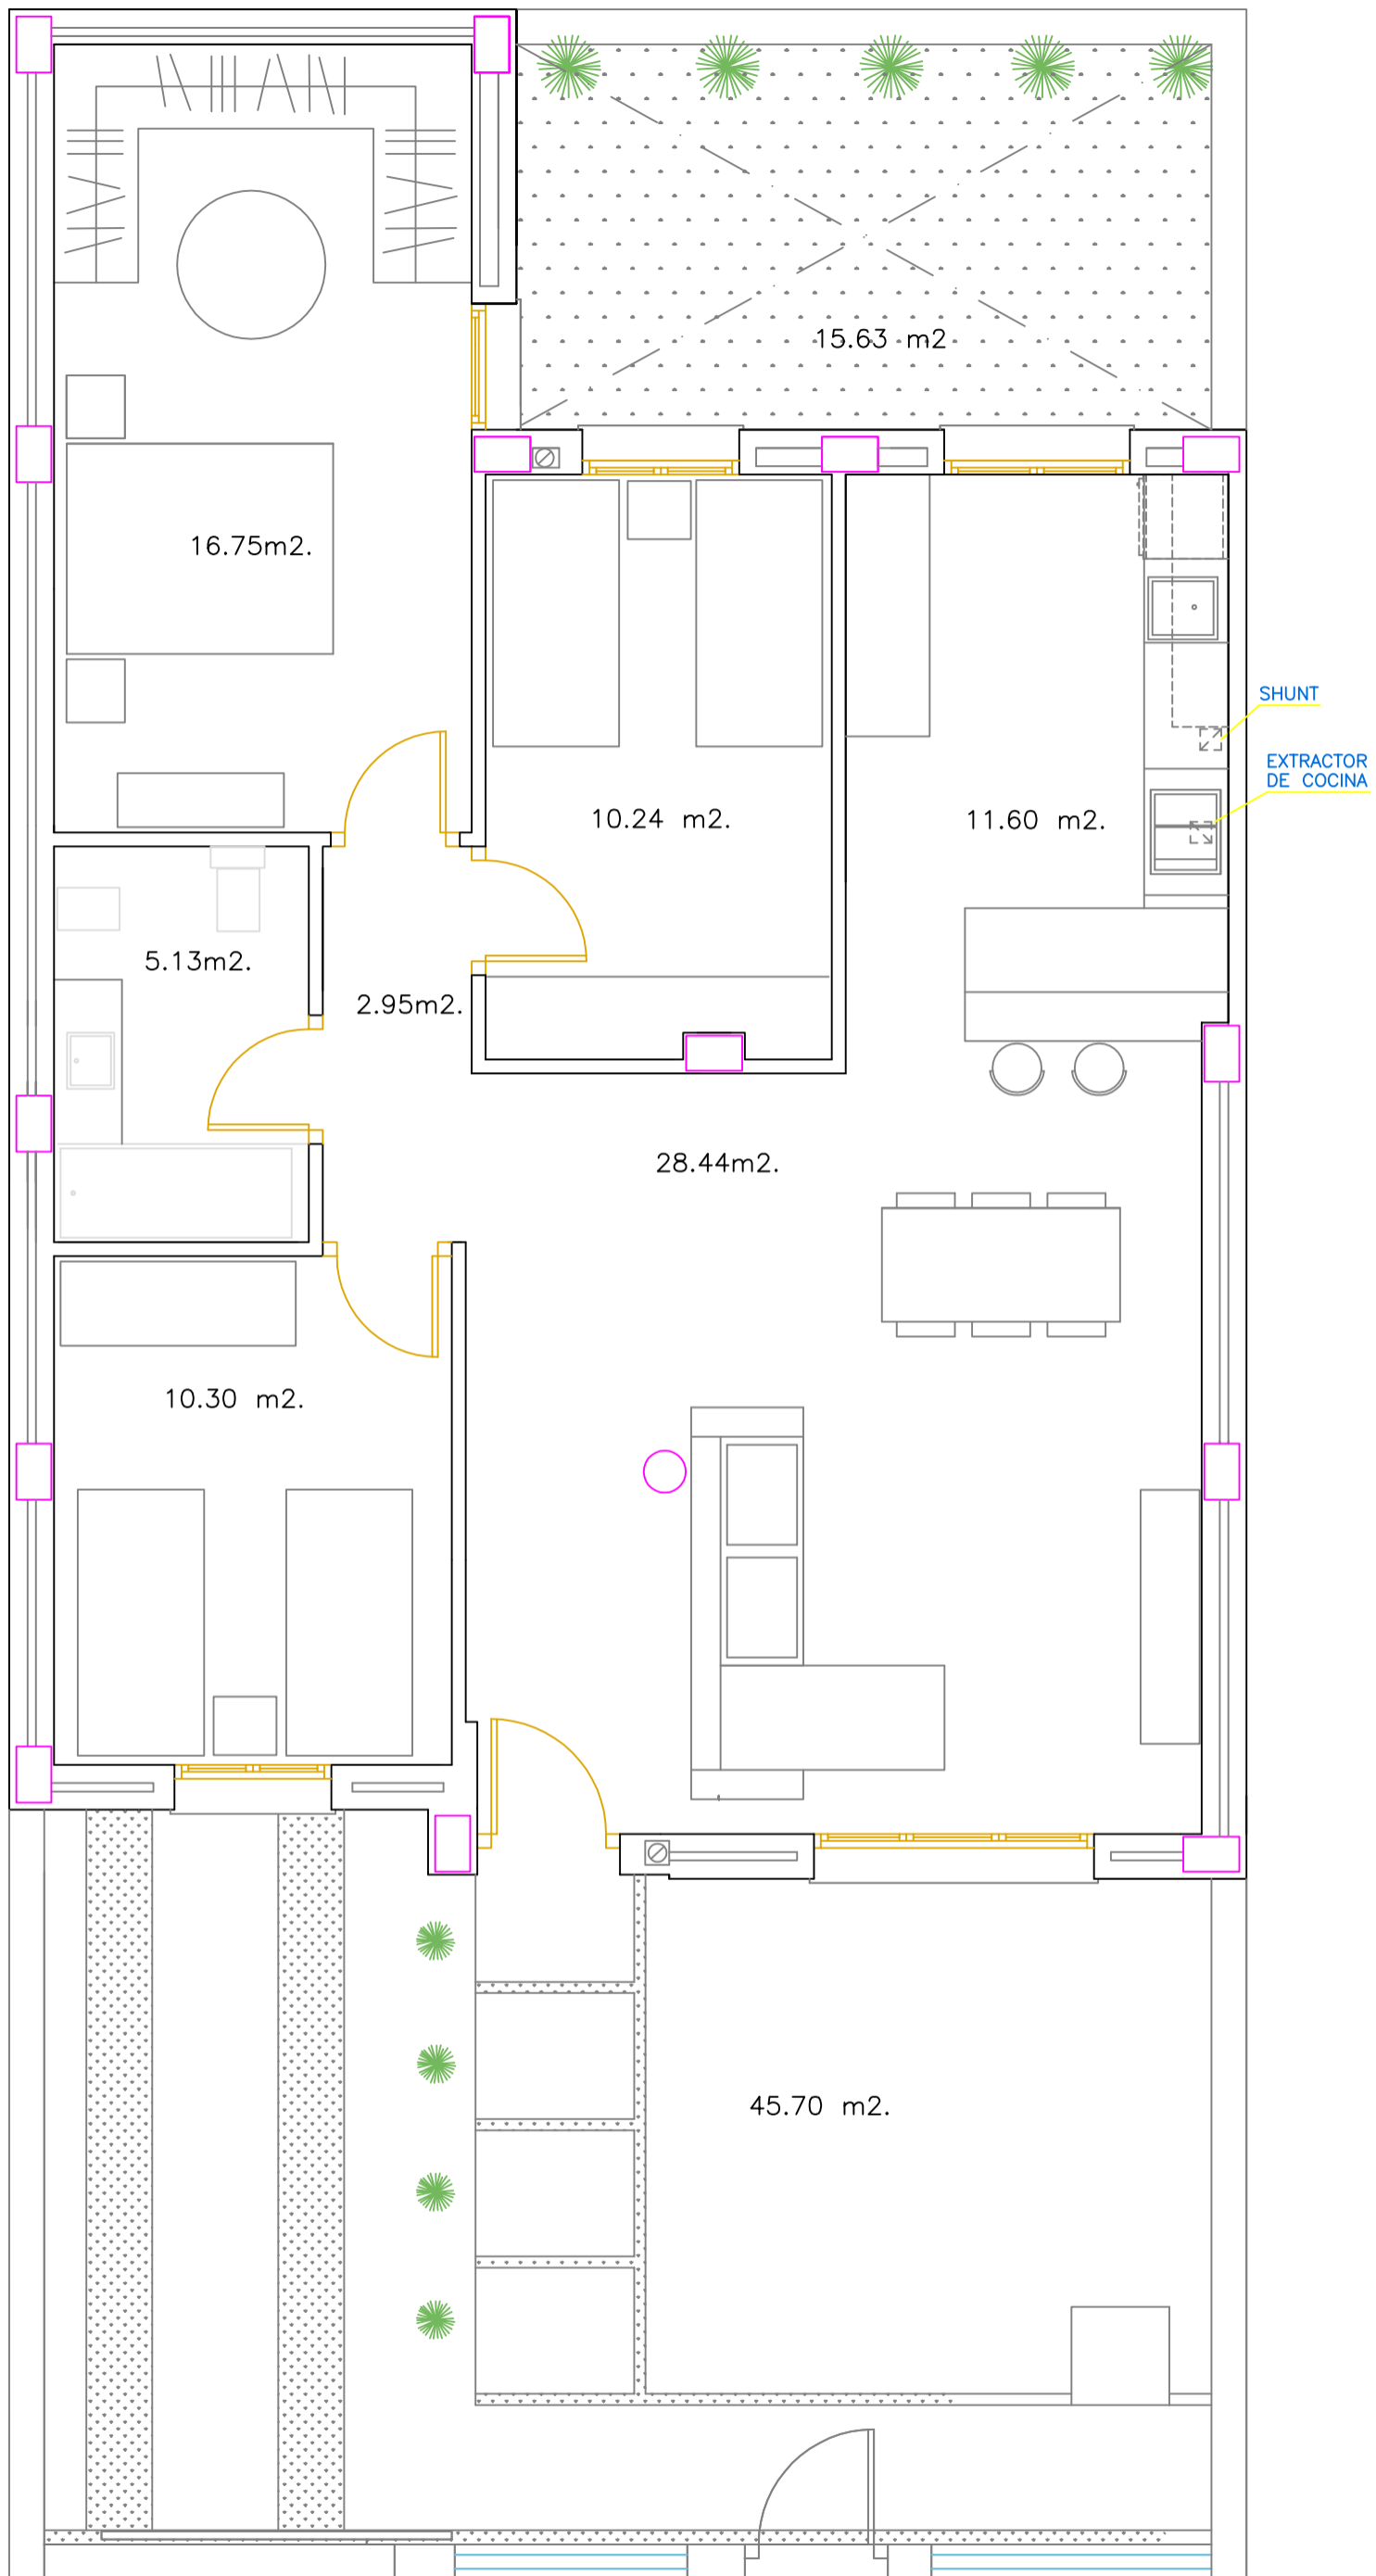 15.63 m2
16.75m2.
SHUNT
EXTRACTOR
DE COCINA
10.24 m2.
11.60 m2.
5.13m2.
2.95m2.
28.44m2.
10.30 m2.
45.70 m2.